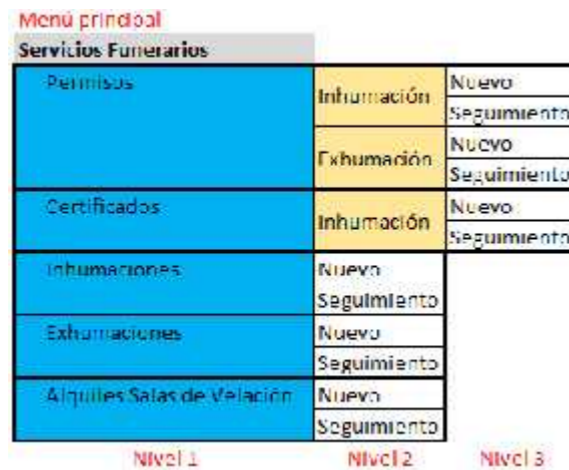 Menú principal
Servicios Funerarios
Permisos
Inhumación
Nuevo
Seguimiento
Exhumación
Nuevo
Seguimiento
Certificados
Inhumación
Nuevo
Seguimiento
Inhumaciones
Nuevo
Seguimiento
Exhumaciones
Nuevo
Seguimiento
Alquiles Salas de Velación
Nuevo
Seguimiento
Nivel 1
Nivel 2
Nivel 3